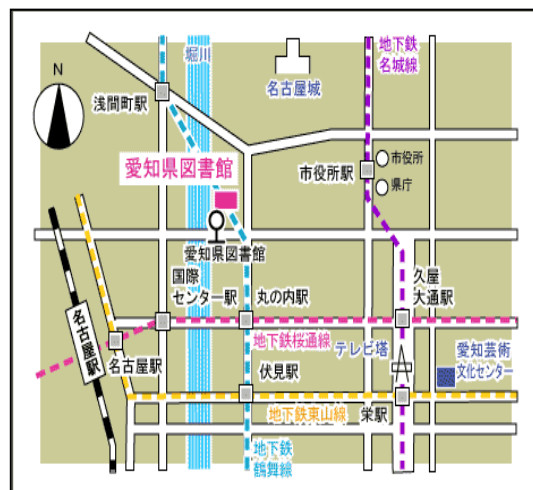 地下鉄
名城線
堀川
名古屋城
N
浅間町駅
市役所
市役所駅
県庁
愛知県図書館
愛知県図書館
国際
センター駅
丸の内駅
久屋
大通駅
名古屋駅
地下鉄桜通線
テレビ塔
愛知芸術
文化センター
名古屋駅
伏見駅
地下鉄東山線
栄駅
地下鉄
鶴舞線